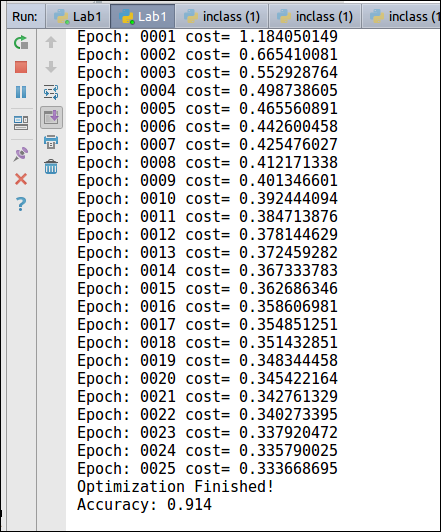 Run: Lab1 Lab1 inclass (1) inclass (1) inclass (1)
Epoch: 0001 cost= 1.184050149
Epoch: 0002 cost= 0.665410081
Epoch: 0003 cost= 0.552928764
Epoch: 0004 cost= 0.498738605
Epoch: 0005 cost= 0.465560891
Epoch: 0006 cost= 0.442600458
Epoch: 0007 cost= 0.425476027
Epoch: 0008 cost= 0.412171338
Epoch: 0009 cost= 0.401346601
Epoch: 0010 cost= 0.392444094
Epoch: 0011 cost= 0.384713876
Epoch: 0012 cost= 0.378144629
Epoch: 0013 cost= 0.372459282
Epoch: 0014 cost= 0.367333783
Epoch: 0015 cost= 0.362686346
Epoch: 0016 cost= 0.358606981
Epoch: 0017 cost= 0.354851251
Epoch: 0018 cost= 0.351432851
Epoch: 0019 cost= 0.348344458
Epoch: 0020 cost= 0.345422164
Epoch: 0021 cost= 0.342761329
Epoch: 0022 cost= 0.340273395
Epoch: 0023 cost= 0.337920472
Epoch: 0024 cost= 0.335790025
Epoch: 0025 cost= 0.333668695
Optimization Finished!
Accuracy: 0.914